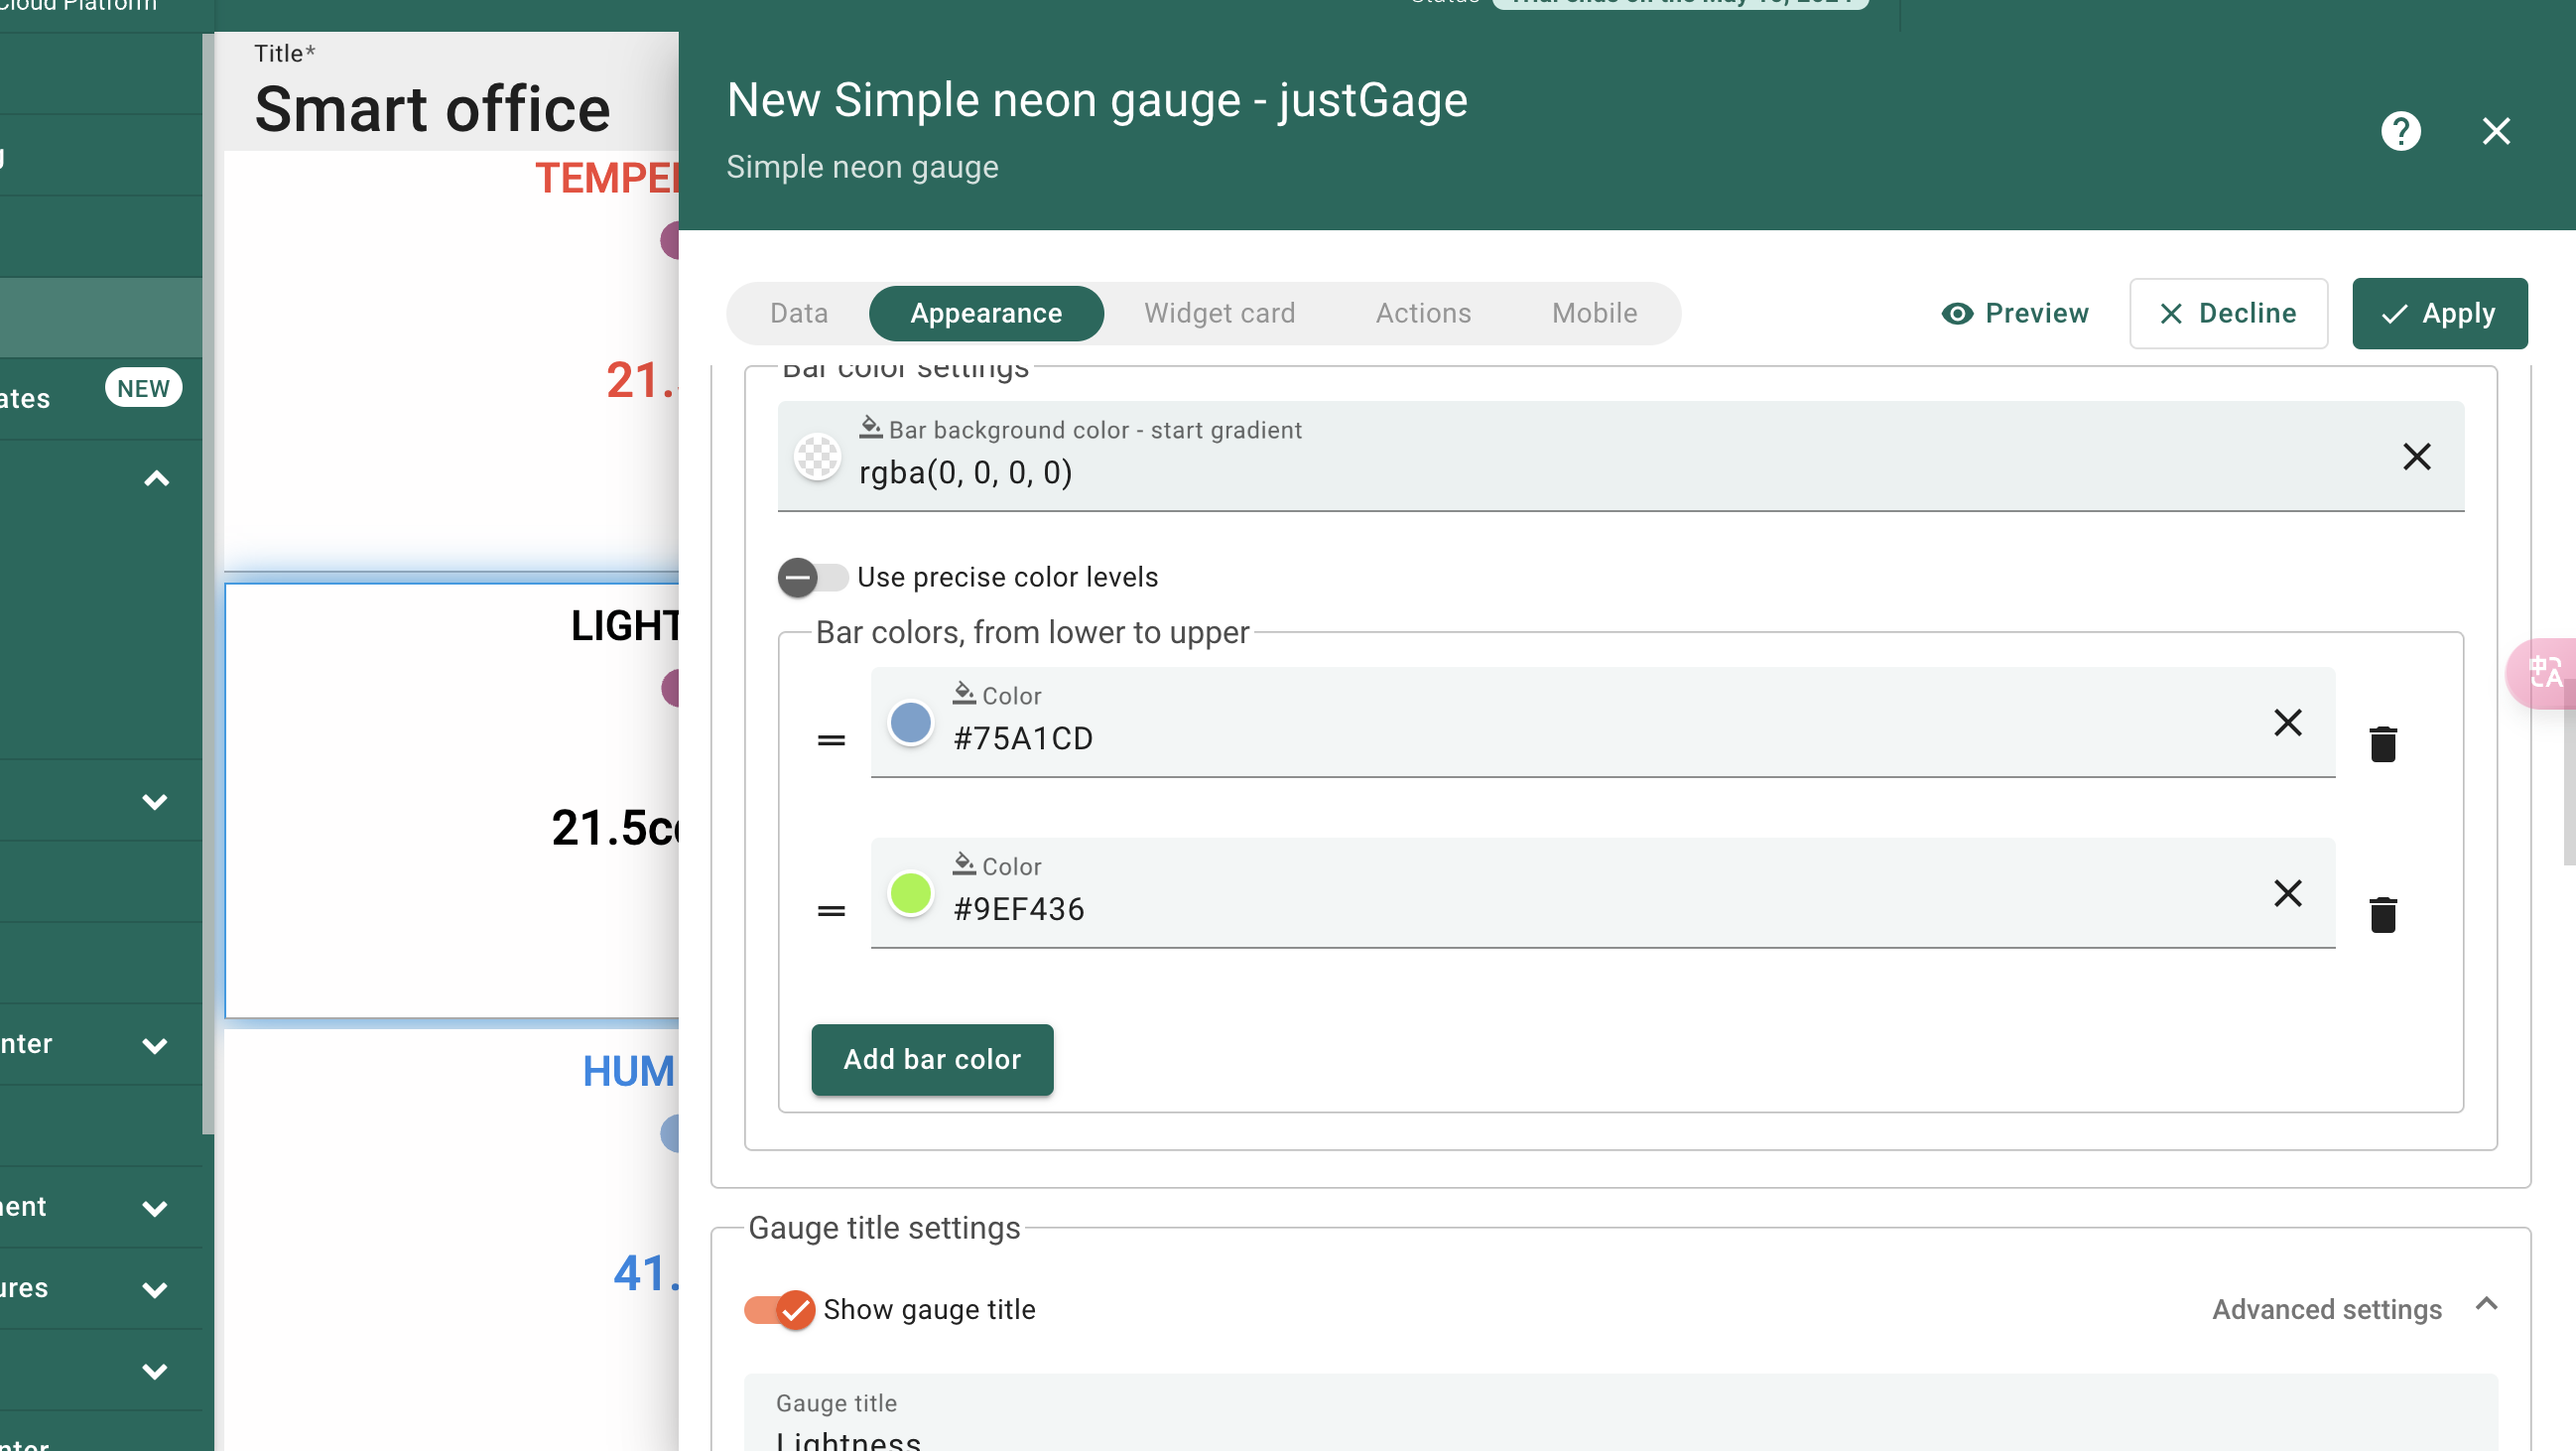 Cloud Platform
Title*
Smart office
TEMPE
21.
LIGHT
21.5c
HUM
41.
ates
NEW
nter
ent
ures
nter
New Simple neon gauge - justGage
Simple neon gauge
Data
Appearance
Widget card
Actions
Mobile
Preview
Decline
Apply
Bar color settings
Bar background color - start gradient
rgba(0, 0, 0, 0)
Use precise color levels
Bar colors, from lower to upper
Color
#75A1CD
Color
#9EF436
Add bar color
Gauge title settings
Show gauge title
Advanced settings
Gauge title
Lightness